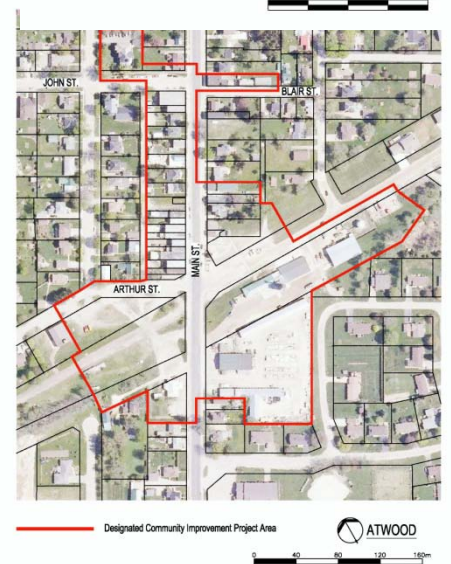 JOHN ST.
BLAIR ST.
MAIN ST.
ARTHUR ST.
Designated Community Improvement Project Area
ATWOOD
0 40 80 120 160m